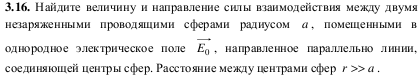 3.16. Найдите величину и направление силы взаимодействия между двумя
незаряженными проводящими сферами радиусом a , помещенными в
однородное электрическое поле E₀ , направленное параллельно линии,
соединяющей центры сфер. Расстояние между центрами сфер r >> a .